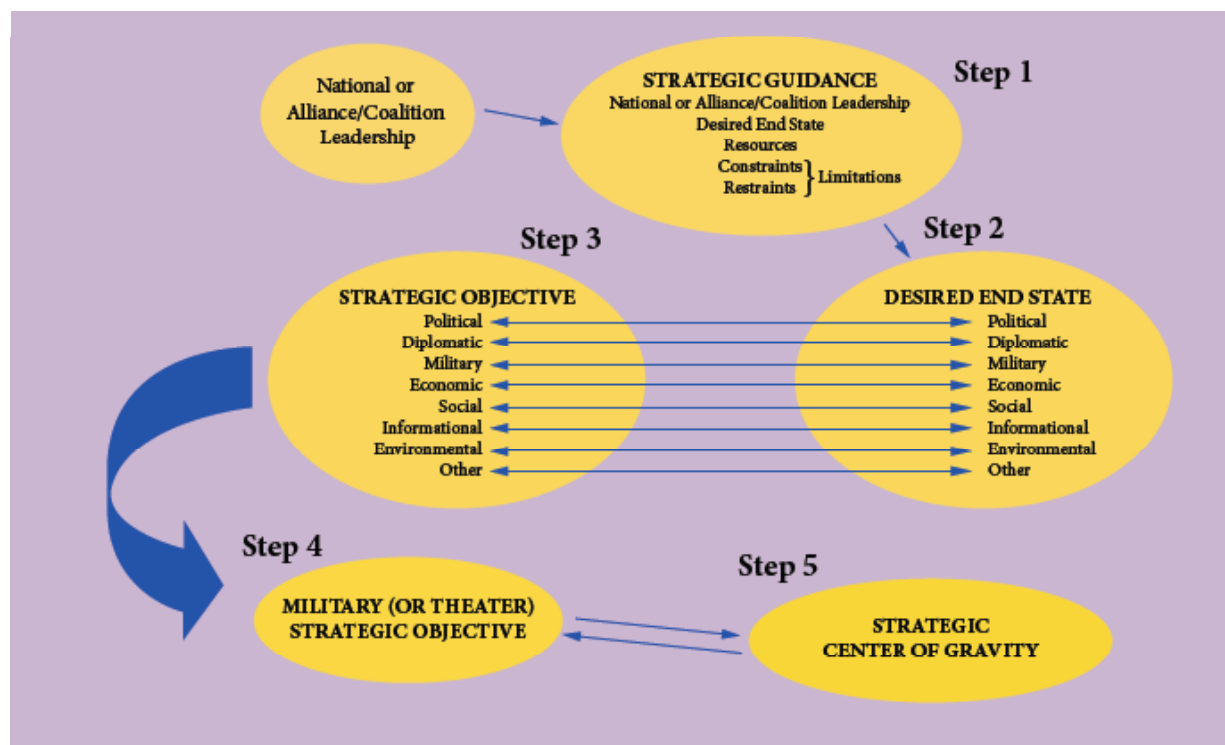 National or
Alliance/Coalition
Leadership
Step 1
STRATEGIC GUIDANCE
National or Alliance/Coalition Leadership
Desired End State
Resources
Constraints
Restraints
Limitations
Step 2
DESIRED END STATE
Political
Diplomatic
Military
Economic
Social
Informational
Environmental
Other
Step 3
STRATEGIC OBJECTIVE
Political
Diplomatic
Military
Economic
Social
Informational
Environmental
Other
Step 4
MILITARY (OR THEATER)
STRATEGIC OBJECTIVE
Step 5
STRATEGIC
CENTER OF GRAVITY